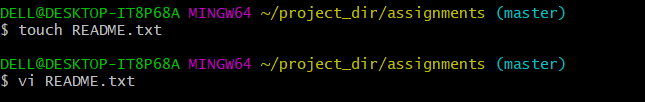 DELL@DESKTOP-IT8P68A MINGW64 ~/project_dir/assignments (master)
$ touch README.txt
DELL@DESKTOP-IT8P68A MINGW64 ~/project_dir/assignments (master)
$ vi README.txt